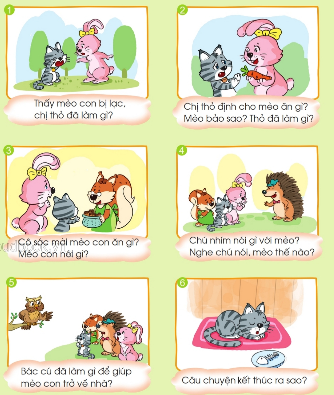 1
Thấy mèo con bị lạc,
chị thỏ đã làm gì?
2
Chị thỏ định cho mèo ăn gì?
Mèo bảo sao? Thỏ đã làm gì?
3
Cô sóc mời mèo con ăn gì?
Mèo con nói gì?
4
Chú nhím nói gì với mèo?
Nghe chú nói, mèo thế nào?
5
Bác cú đã làm gì để giúp
mèo con trở về nhà?
6
Câu chuyện kết thúc ra sao?